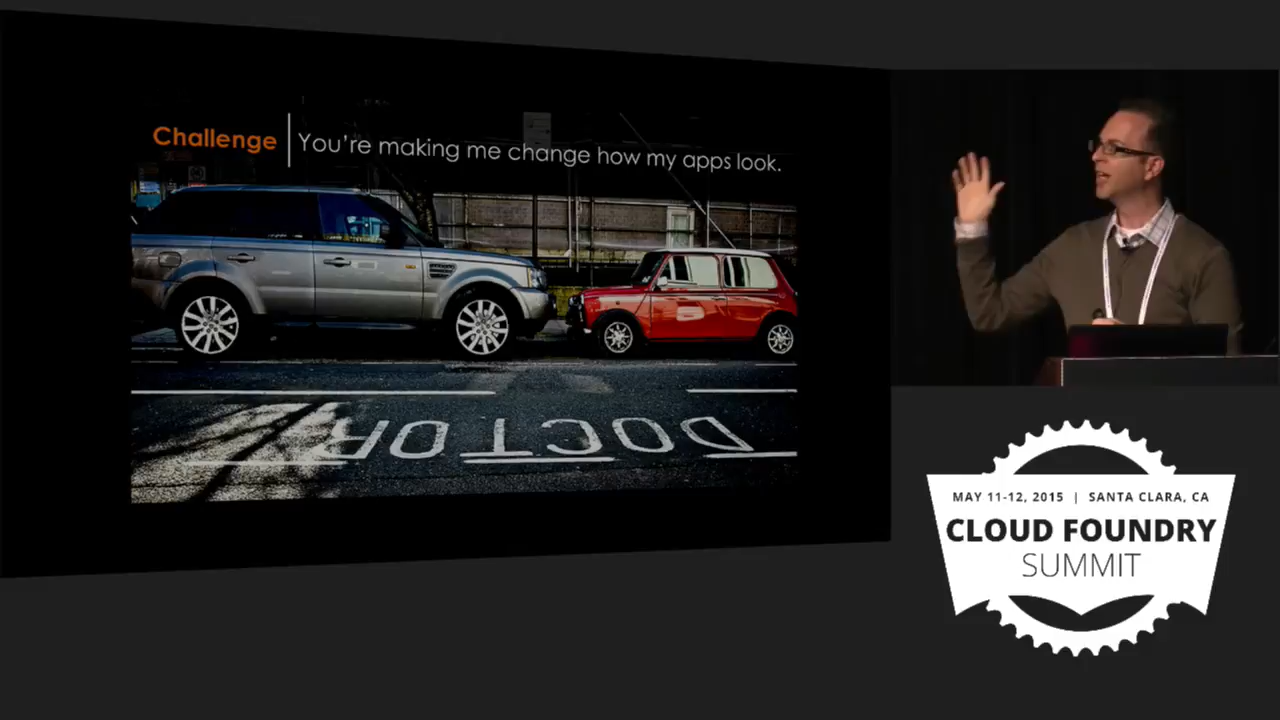 Challenge | You're making me change how my apps look.
DOCTOR
MAY 11-12, 2015 | SANTA CLARA, CA
CLOUD FOUNDRY
SUMMIT